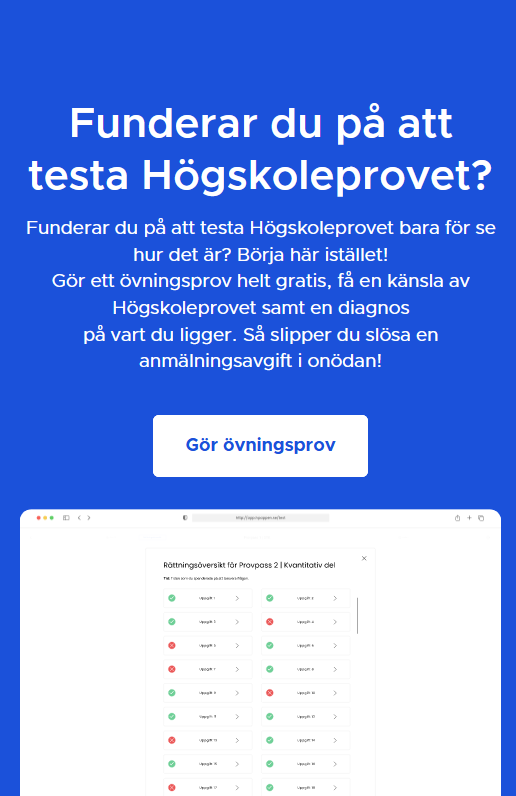 Funderar du på att
testa Högskoleprovet?
Funderar du på att testa Högskoleprovet bara för se
hur det är? Börja här istället!
Gör ett övningsprov helt gratis, få en känsla av
Högskoleprovet samt en diagnos
på vart du ligger. Så slipper du slösa en
anmälningsavgift i onödan!
Gör övningsprov
Rättningsöversikt för Provpass 2 | Kvantitativ del
Uppgift 1
Uppgift 2
Uppgift 3
Uppgift 4
Uppgift 5
Uppgift 6
Uppgift 7
Uppgift 8
Uppgift 9
Uppgift 10
Uppgift 11
Uppgift 12
Uppgift 13
Uppgift 14
Uppgift 15
Uppgift 16
Uppgift 17
Uppgift 18